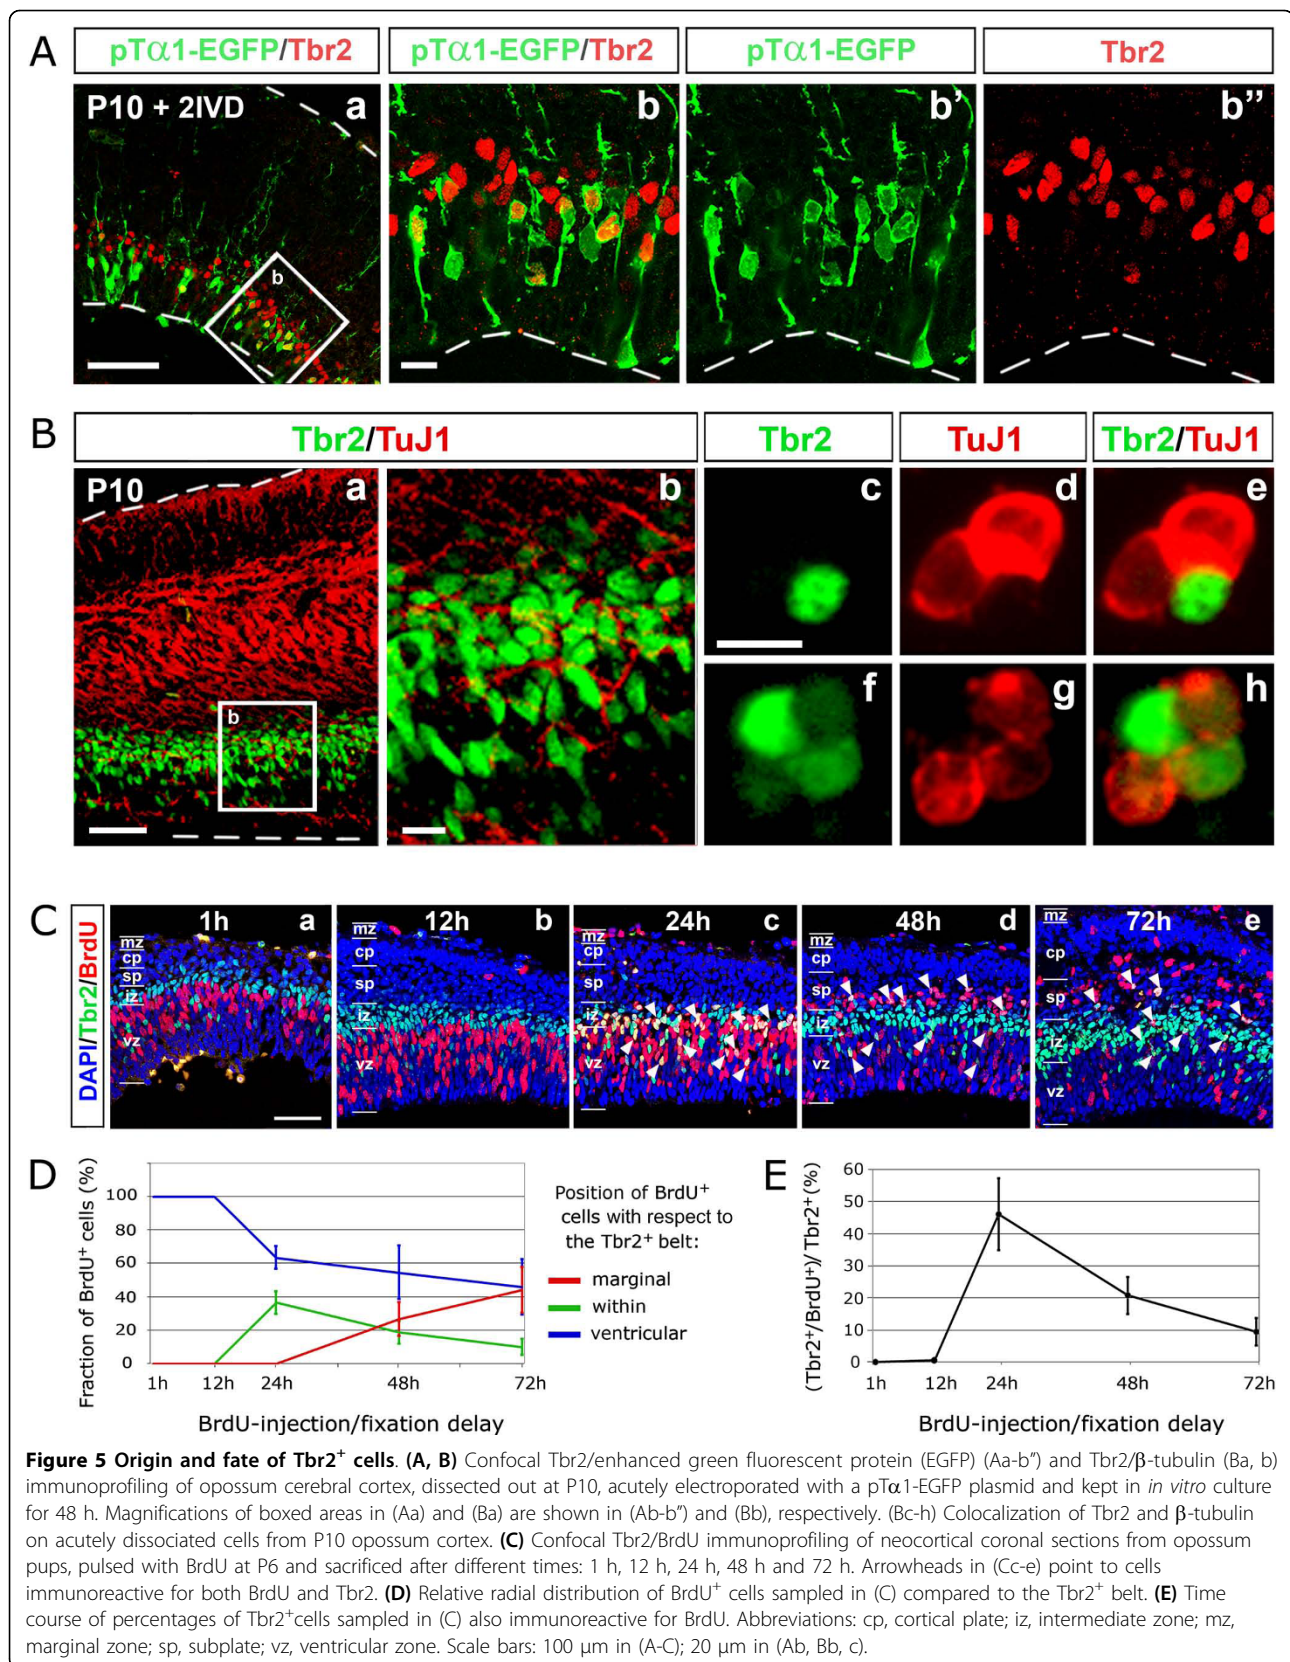 A
pTα1-EGFP/Tbr2
pTα1-EGFP/Tbr2
pTα1-EGFP
Tbr2
P10 + 2IVD
a
b
b
b’
b”
B
Tbr2/TuJ1
Tbr2
TuJ1
Tbr2/TuJ1
P10
a
b
b
c
d
e
f
g
h
C
DAPI/Tbr2/BrdU
1h
a
mz
cp
sp
iz
vz
12h
b
mz
cp
sp
iz
vz
24h
c
mz
cp
sp
iz
vz
48h
d
mz
cp
sp
iz
vz
72h
e
mz
cp
sp
iz
vz
D
Fraction of BrdU⁺ cells (%)
100
80
60
40
20
0
1h 12h 24h 48h 72h
BrdU-injection/fixation delay
Position of BrdU⁺
cells with respect to
the Tbr2⁺ belt:
marginal
within
ventricular
E
(Tbr2⁺/BrdU⁺)/Tbr2⁺(%)
60
50
40
30
20
10
0
1h 12h 24h 48h 72h
BrdU-injection/fixation delay
Figure 5 Origin and fate of Tbr2⁺ cells. (A, B) Confocal Tbr2/enhanced green fluorescent protein (EGFP) (Aa-b”) and Tbr2/β-tubulin (Ba, b)
immunoprofiling of opossum cerebral cortex, dissected out at P10, acutely electroporated with a pTα1-EGFP plasmid and kept in in vitro culture
for 48 h. Magnifications of boxed areas in (Aa) and (Ba) are shown in (Ab-b”) and (Bb), respectively. (Bc-h) Colocalization of Tbr2 and β-tubulin
on acutely dissociated cells from P10 opossum cortex. (C) Confocal Tbr2/BrdU immunoprofiling of neocortical coronal sections from opossum
pups, pulsed with BrdU at P6 and sacrificed after different times: 1 h, 12 h, 24 h, 48 h and 72 h. Arrowheads in (Cc-e) point to cells
immunoreactive for both BrdU and Tbr2. (D) Relative radial distribution of BrdU⁺ cells sampled in (C) compared to the Tbr2⁺ belt. (E) Time
course of percentages of Tbr2⁺cells sampled in (C) also immunoreactive for BrdU. Abbreviations: cp, cortical plate; iz, intermediate zone; mz,
marginal zone; sp, subplate; vz, ventricular zone. Scale bars: 100 μm in (A-C); 20 μm in (Ab, Bb, c).